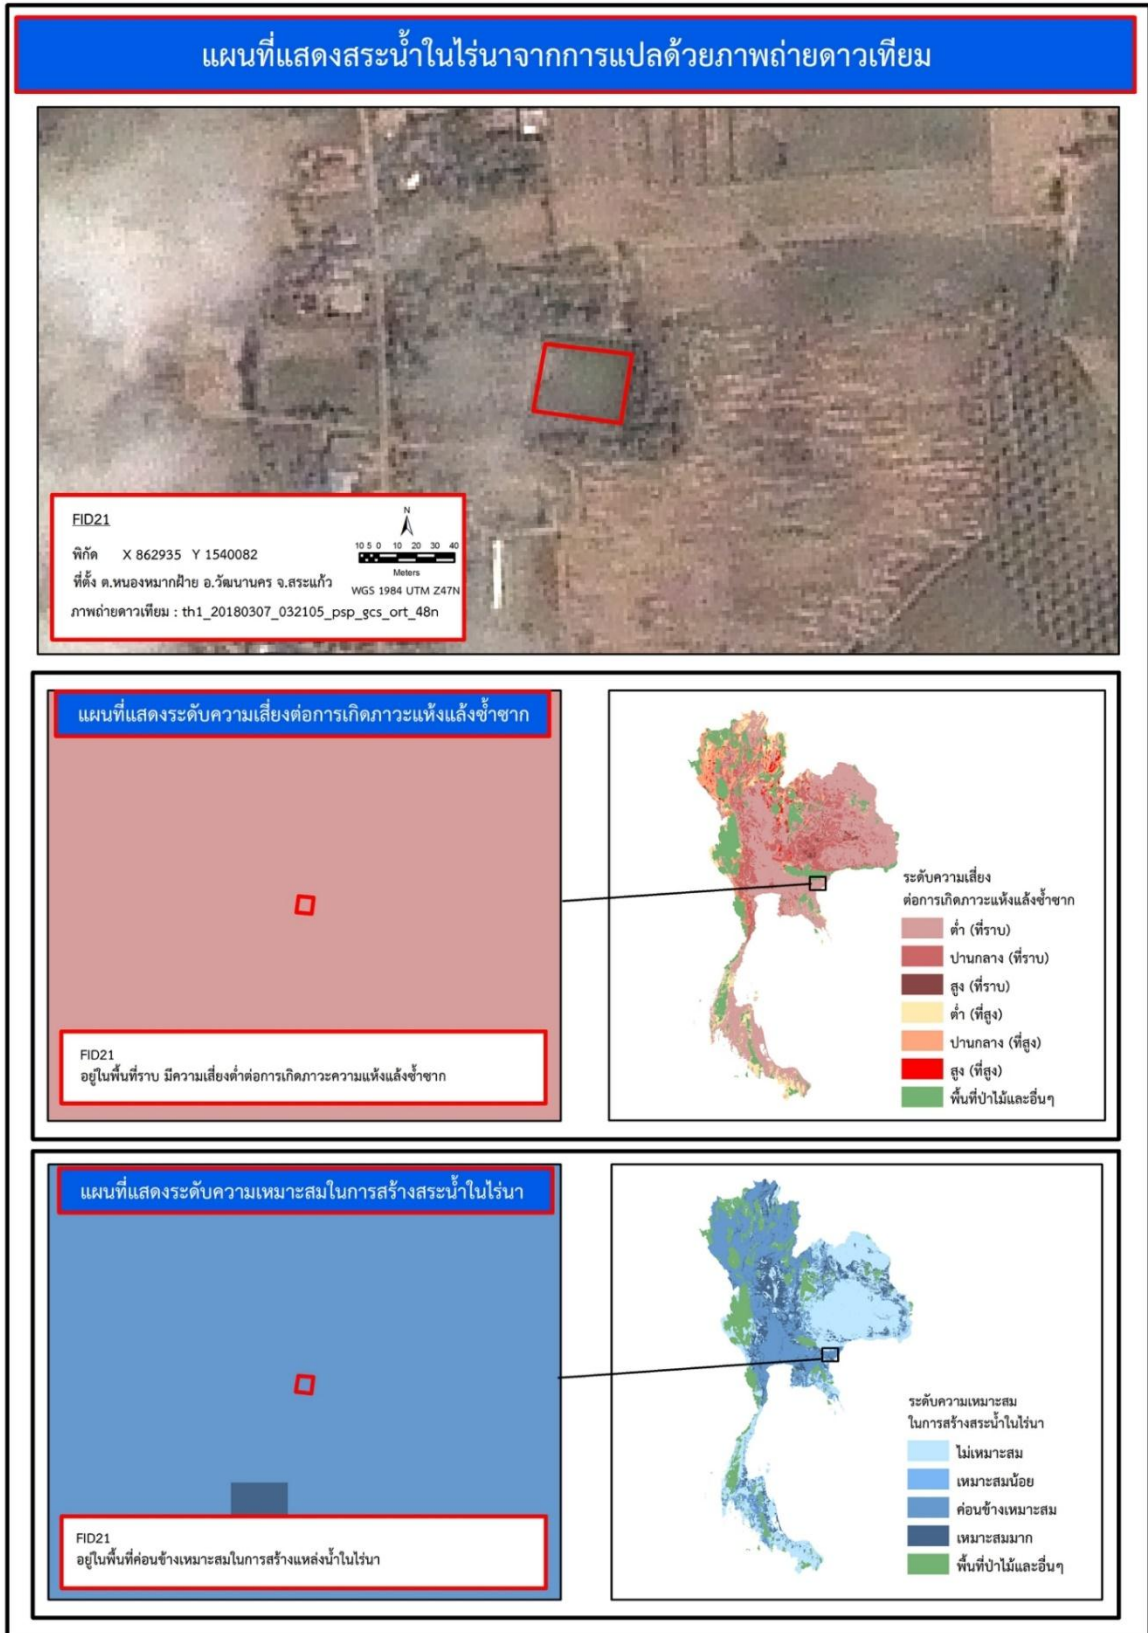 แผนที่แสดงสระน้ำในไร่นาจากการแปลด้วยภาพถ่ายดาวเทียม
FID21
พิกัด X 862935 Y 1540082
ที่ตั้ง ต.หนองหมากฝ้าย อ.วัฒนานคร จ.สระแก้ว
ภาพถ่ายดาวเทียม : th1_20180307_032105_psp_gcs_ort_48n
N
10 5 0 10 20 30 40
Meters
WGS 1984 UTM Z47N
แผนที่แสดงระดับความเสี่ยงต่อการเกิดภาวะแห้งแล้งซ้ำซาก
FID21
อยู่ในพื้นที่ราบ มีความเสี่ยงต่ำต่อการเกิดภาวะความแห้งแล้งซ้ำซาก
ระดับความเสี่ยง
ต่อการเกิดภาวะแห้งแล้งซ้ำซาก
ต่ำ (ที่ราบ)
ปานกลาง (ที่ราบ)
สูง (ที่ราบ)
ต่ำ (ที่สูง)
ปานกลาง (ที่สูง)
สูง (ที่สูง)
พื้นที่ป่าไม้และอื่นๆ
แผนที่แสดงระดับความเหมาะสมในการสร้างสระน้ำในไร่นา
FID21
อยู่ในพื้นที่ค่อนข้างเหมาะสมในการสร้างแหล่งน้ำในไร่นา
ระดับความเหมาะสม
ในการสร้างสระน้ำในไร่นา
ไม่เหมาะสม
เหมาะสมน้อย
ค่อนข้างเหมาะสม
เหมาะสมมาก
พื้นที่ป่าไม้และอื่นๆ